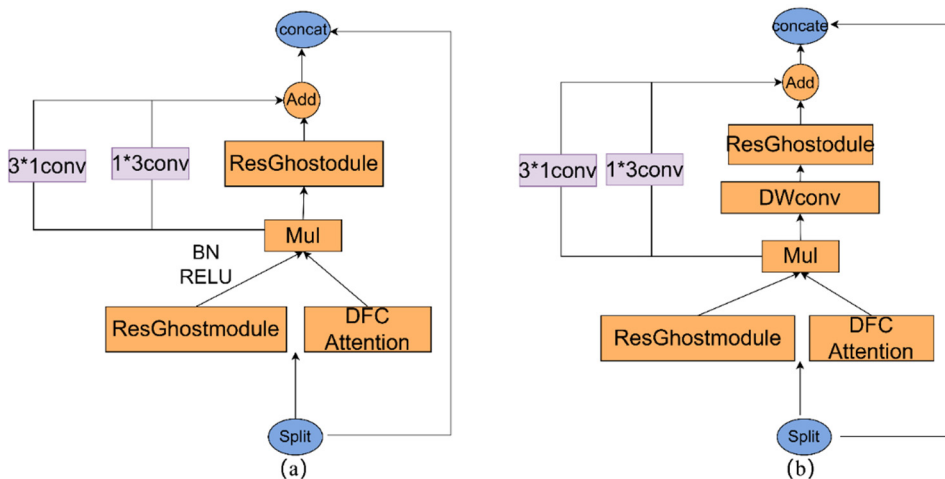 concat
Add
3*1conv
1*3conv
ResGhostodule
Mul
BN
RELU
ResGhostmodule
DFC
Attention
Split
(a)
concate
Add
3*1conv
1*3conv
ResGhostodule
DWconv
Mul
ResGhostmodule
DFC
Attention
Split
(b)